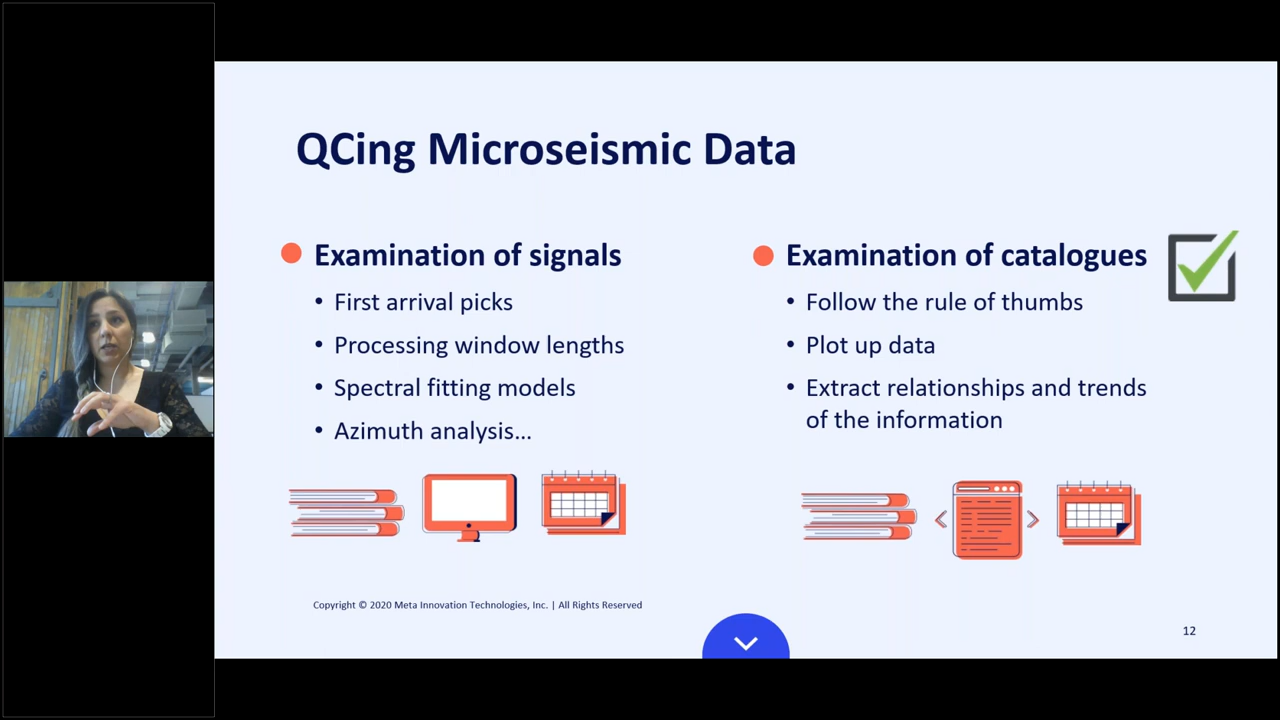 QCing Microseismic Data
Examination of signals
• First arrival picks
• Processing window lengths
• Spectral fitting models
• Azimuth analysis...
Examination of catalogues
• Follow the rule of thumbs
• Plot up data
• Extract relationships and trends
of the information
Copyright © 2020 Meta Innovation Technologies, Inc. | All Rights Reserved
12